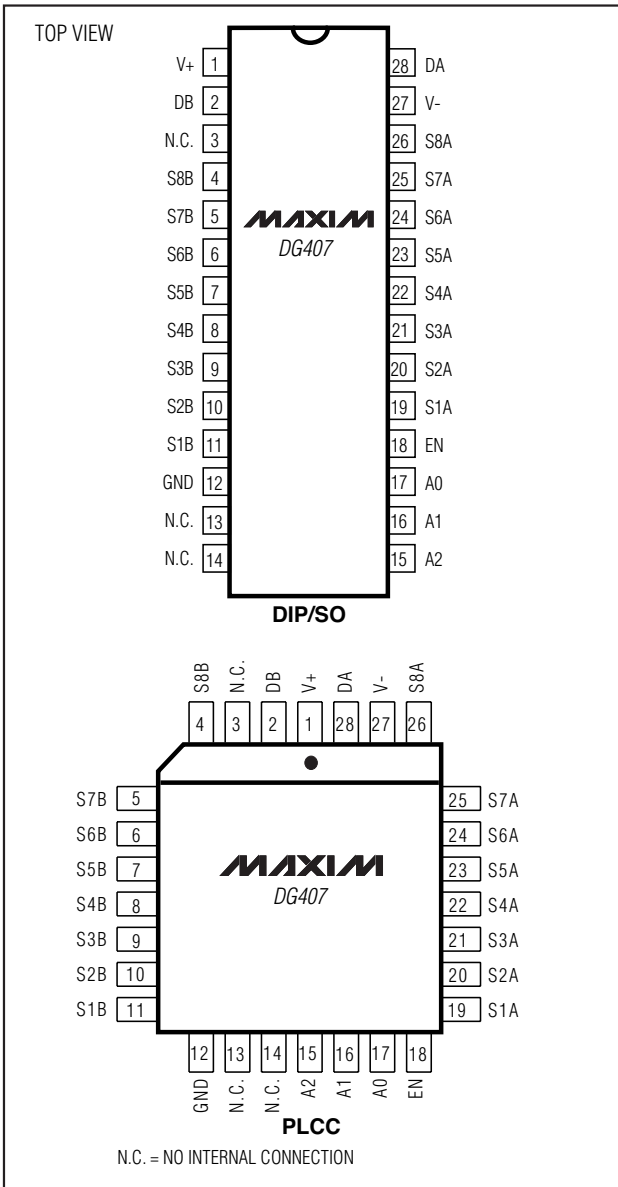 TOP VIEW
V+ 1 28 DA
DB 2 27 V-
N.C. 3 26 S8A
S8B 4 25 S7A
S7B 5 MAXIM 24 S6A
S6B 6 DG407 23 S5A
S5B 7 22 S4A
S4B 8 21 S3A
S3B 9 20 S2A
S2B 10 19 S1A
S1B 11 18 EN
GND 12 17 A0
N.C. 13 16 A1
N.C. 14 15 A2
DIP/SO
S8B N.C. DB V+ DA V- S8A
4 3 2 1 28 27 26
S7B 5 25 S7A
S6B 6 24 S6A
S5B 7 MAXIM 23 S5A
S4B 8 DG407 22 S4A
S3B 9 21 S3A
S2B 10 20 S2A
S1B 11 19 S1A
12 13 14 15 16 17 18
GND N.C. N.C. A2 A1 A0 EN
PLCC
N.C. = NO INTERNAL CONNECTION